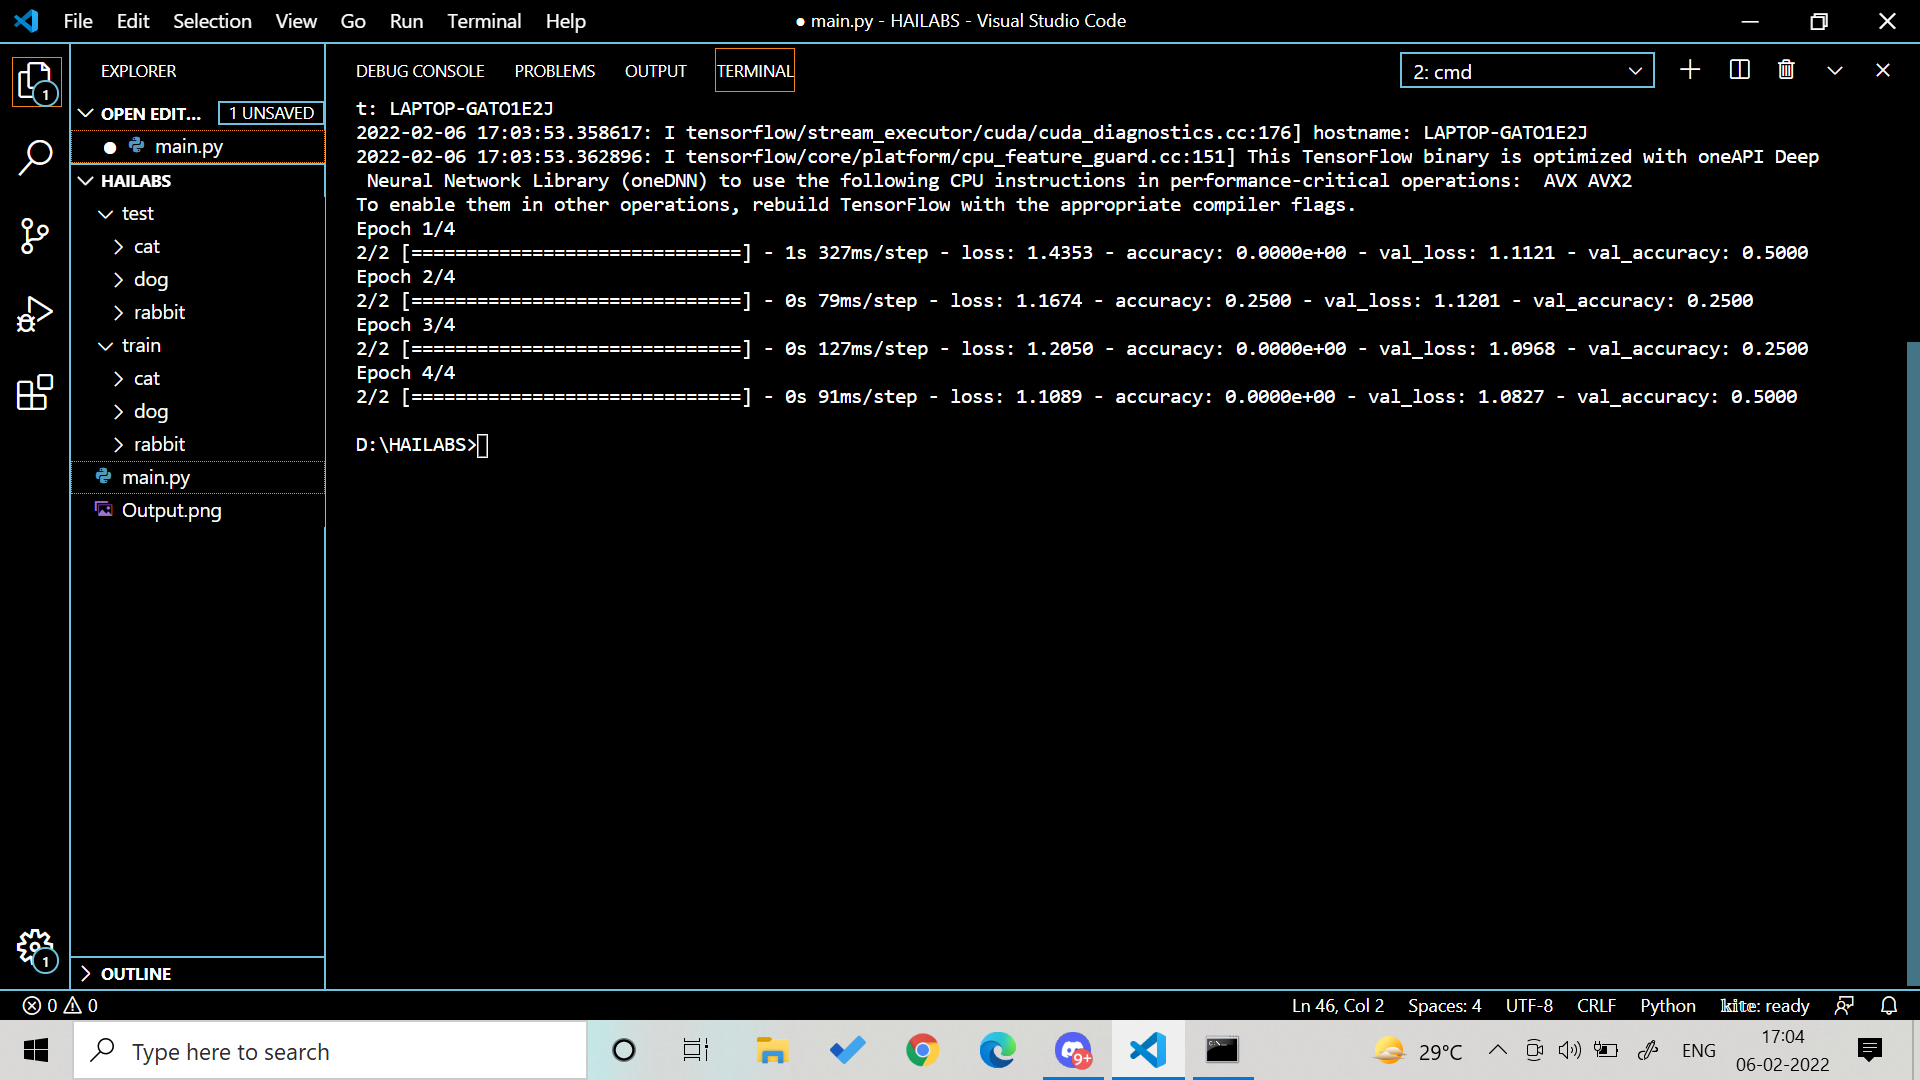 File Edit Selection View Go Run Terminal Help
● main.py - HAILABS - Visual Studio Code
EXPLORER
OPEN EDIT... 1 UNSAVED
main.py
HAILABS
test
cat
dog
rabbit
train
cat
dog
rabbit
main.py
Output.png
OUTLINE
1
1
DEBUG CONSOLE PROBLEMS OUTPUT TERMINAL
2: cmd
t: LAPTOP-GATO1E2J
2022-02-06 17:03:53.358617: I tensorflow/stream_executor/cuda/cuda_diagnostics.cc:176] hostname: LAPTOP-GATO1E2J
2022-02-06 17:03:53.362896: I tensorflow/core/platform/cpu_feature_guard.cc:151] This TensorFlow binary is optimized with oneAPI Deep
Neural Network Library (oneDNN) to use the following CPU instructions in performance-critical operations:  AVX AVX2
To enable them in other operations, rebuild TensorFlow with the appropriate compiler flags.
Epoch 1/4
2/2 [==============================] - 1s 327ms/step - loss: 1.4353 - accuracy: 0.0000e+00 - val_loss: 1.1121 - val_accuracy: 0.5000
Epoch 2/4
2/2 [==============================] - 0s 79ms/step - loss: 1.1674 - accuracy: 0.2500 - val_loss: 1.1201 - val_accuracy: 0.2500
Epoch 3/4
2/2 [==============================] - 0s 127ms/step - loss: 1.2050 - accuracy: 0.0000e+00 - val_loss: 1.0968 - val_accuracy: 0.2500
Epoch 4/4
2/2 [==============================] - 0s 91ms/step - loss: 1.1089 - accuracy: 0.0000e+00 - val_loss: 1.0827 - val_accuracy: 0.5000
D:\HAILABS>
0 0
Ln 46, Col 2 Spaces: 4 UTF-8 CRLF Python kite: ready
Type here to search
9+
29°C
ENG
17:04
06-02-2022